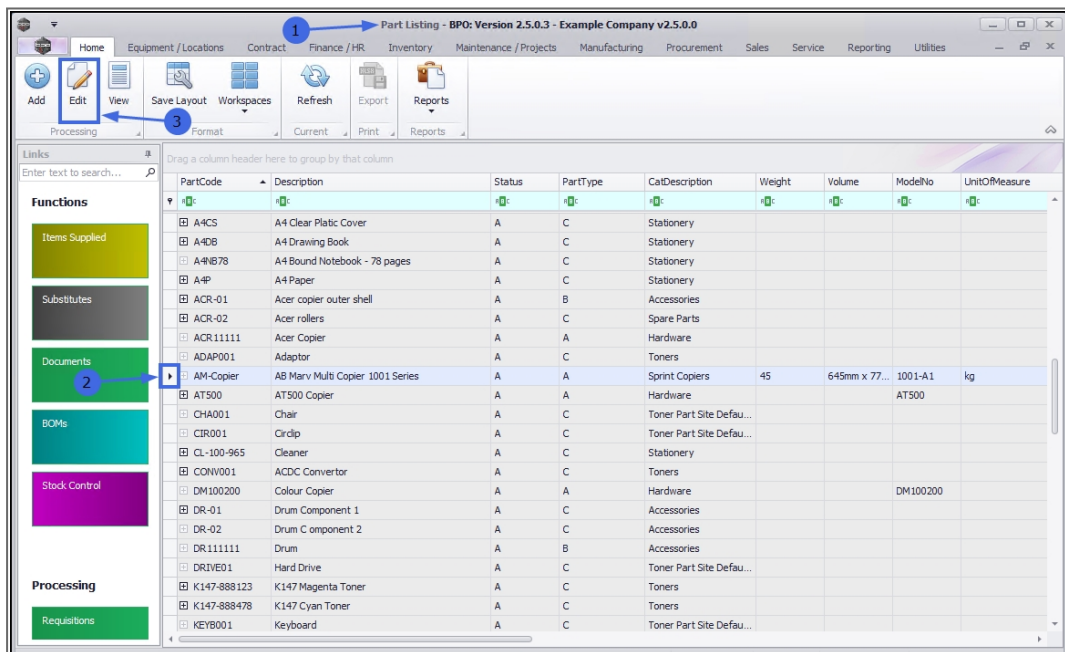 1
Part Listing - BPO: Version 2.5.0.3 - Example Company v2.5.0.0
Home Equipment / Locations Contract Finance / HR Inventory Maintenance / Projects Manufacturing Procurement Sales Service Reporting Utilities
Add Edit View Save Layout Workspaces Refresh Export Reports
3
Processing Format Current Print Reports
Links
Drag a column header here to group by that column
Enter text to search...
PartCode Description Status PartType CatDescription Weight Volume ModelNo UnitOfMeasure
Functions
A4CS A4 Clear Platic Cover A C Stationery
Items Supplied
A4DB A4 Drawing Book A C Stationery
A4NB78 A4 Bound Notebook - 78 pages A C Stationery
A4P A4 Paper A C Stationery
Substitutes
ACR-01 Acer copier outer shell A B Accessories
ACR-02 Acer rollers A C Spare Parts
ACR11111 Acer Copier A A Hardware
Documents
ADAP001 Adaptor A C Toners
2
AM-Copier AB Marv Multi Copier 1001 Series A A Sprint Copiers 45 645mm x 77... 1001-A1 kg
AT500 AT500 Copier A A Hardware AT500
CHA001 Chair A C Toner Part Site Defau...
BOMs
CIR001 Circlip A C Toner Part Site Defau...
CL-100-965 Cleaner A C Stationery
CONV001 ACDC Convertor A C Toners
Stock Control
DM100200 Colour Copier A A Hardware DM100200
DR-01 Drum Component 1 A C Accessories
DR-02 Drum C omponent 2 A C Accessories
DR111111 Drum A B Accessories
DRIVE01 Hard Drive A C Toner Part Site Defau...
Processing
K147-888123 K147 Magenta Toner A C Toners
K147-888478 K147 Cyan Toner A C Toners
Requisitions
KEYB001 Keyboard A C Toner Part Site Defau...